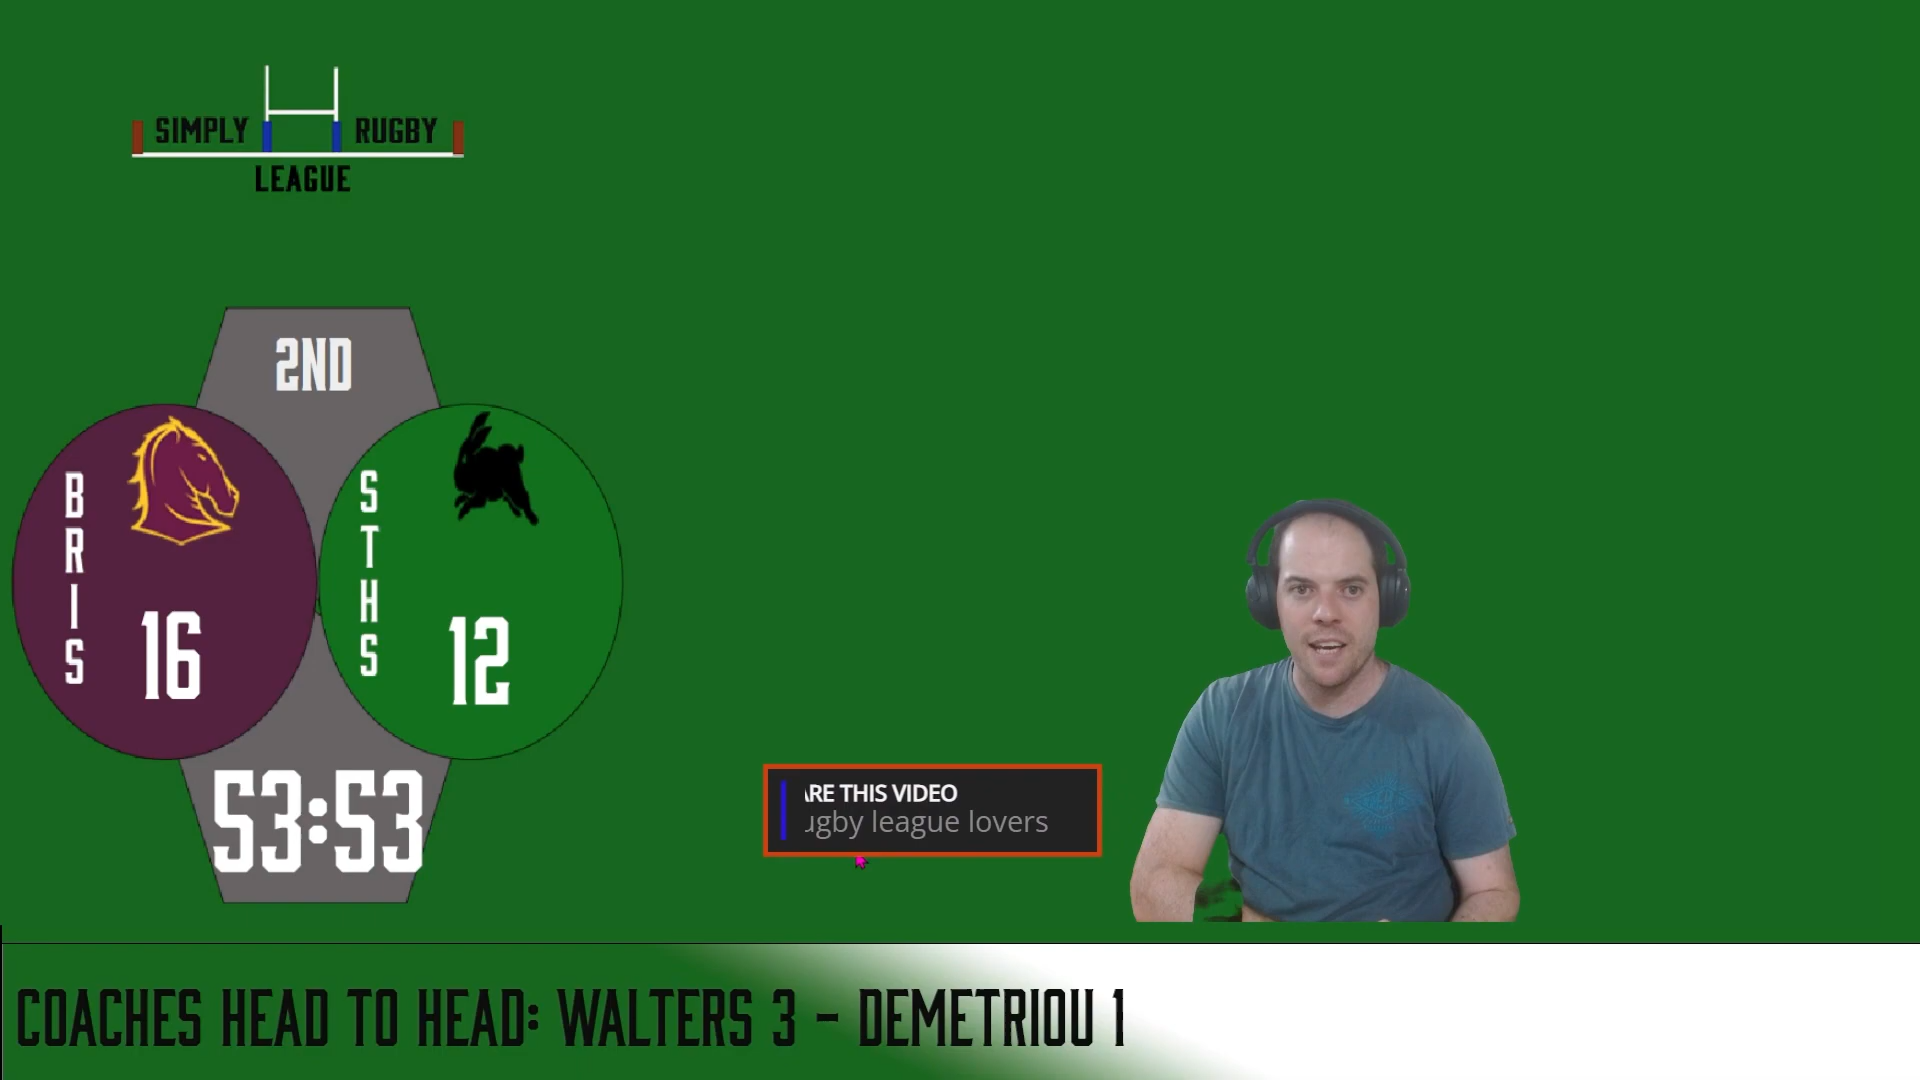 SIMPLY RUGBY
LEAGUE
2ND
BRIS
STHS
16
12
53:53
RE THIS VIDEO
ugby league lovers
COACHES HEAD TO HEAD: WALTERS 3 - DEMETRIOU 1